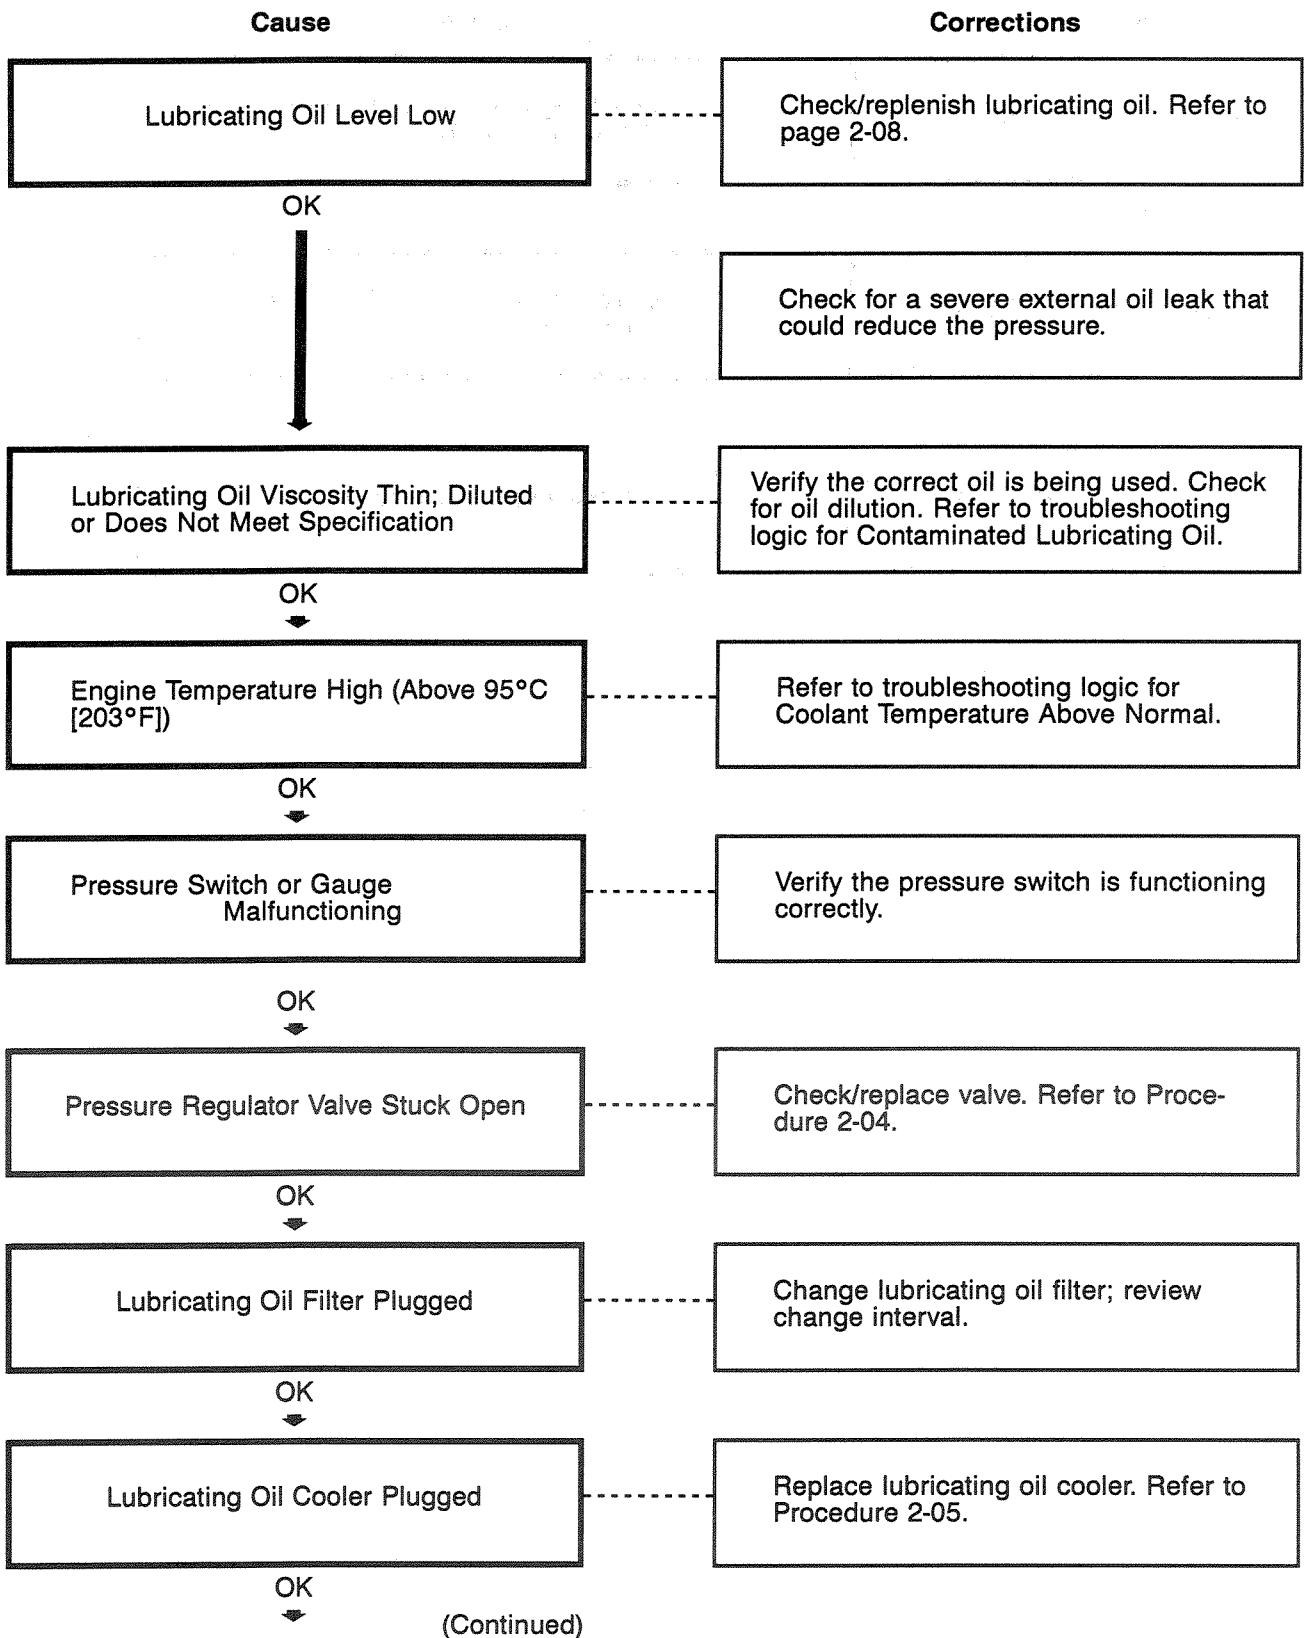 Cause
Corrections
Lubricating Oil Level Low
Check/replenish lubricating oil. Refer to
page 2-08.
OK
Check for a severe external oil leak that
could reduce the pressure.
Lubricating Oil Viscosity Thin; Diluted
or Does Not Meet Specification
Verify the correct oil is being used. Check
for oil dilution. Refer to troubleshooting
logic for Contaminated Lubricating Oil.
OK
Engine Temperature High (Above 95°C
[203°F])
Refer to troubleshooting logic for
Coolant Temperature Above Normal.
OK
Pressure Switch or Gauge
Malfunctioning
Verify the pressure switch is functioning
correctly.
OK
Pressure Regulator Valve Stuck Open
Check/replace valve. Refer to Proce-
dure 2-04.
OK
Lubricating Oil Filter Plugged
Change lubricating oil filter; review
change interval.
OK
Lubricating Oil Cooler Plugged
Replace lubricating oil cooler. Refer to
Procedure 2-05.
OK
(Continued)